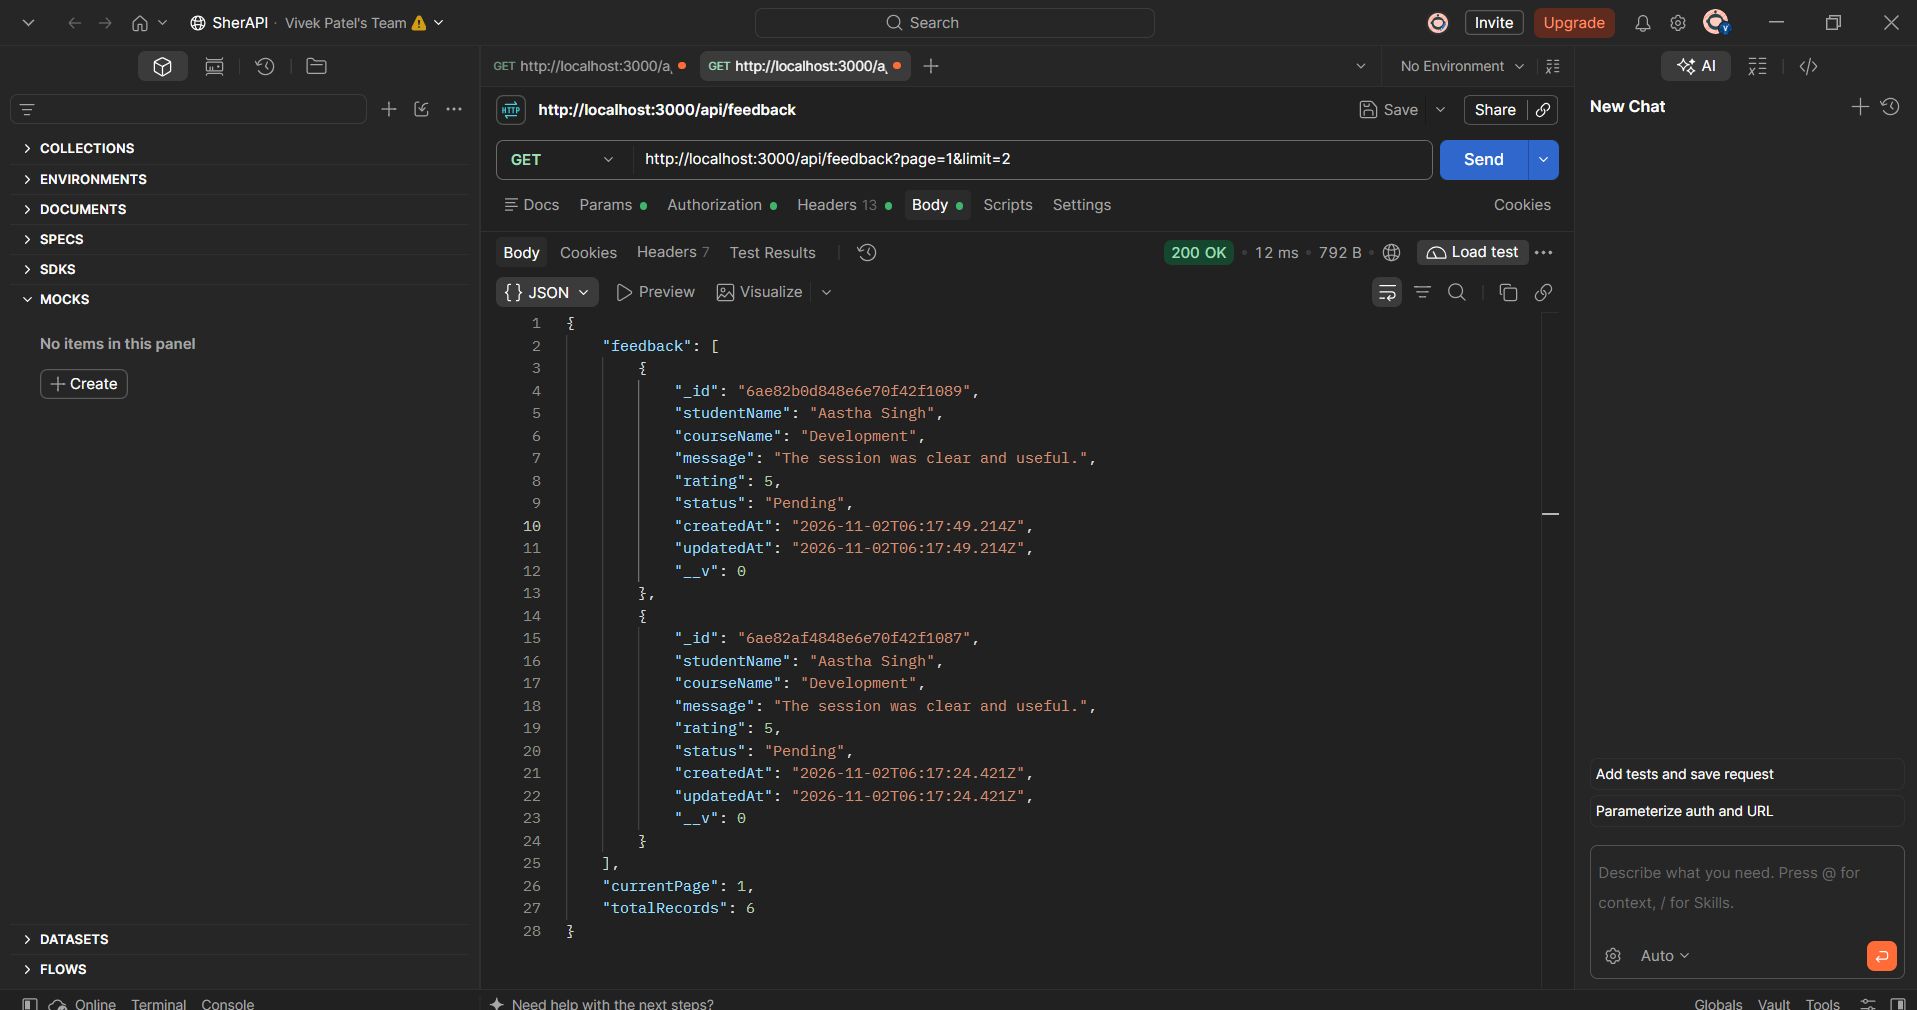 SherAPI · Vivek Patel's Team
Search
Invite
Upgrade
GET http://localhost:3000/a
GET http://localhost:3000/a
No Environment
AI
HTTP http://localhost:3000/api/feedback
Save
Share
New Chat
COLLECTIONS
ENVIRONMENTS
DOCUMENTS
SPECS
SDKS
MOCKS
No items in this panel
Create
DATASETS
FLOWS
GET http://localhost:3000/api/feedback?page=1&limit=2
Send
Docs Params Authorization Headers 13 Body Scripts Settings
Cookies
Body Cookies Headers 7 Test Results
200 OK • 12 ms • 792 B
Load test
{} JSON Preview Visualize
1 {
2 "feedback": [
3 {
4 "_id": "6ae82b0d848e6e70f42f1089",
5 "studentName": "Aastha Singh",
6 "courseName": "Development",
7 "message": "The session was clear and useful.",
8 "rating": 5,
9 "status": "Pending",
10 "createdAt": "2026-11-02T06:17:49.214Z",
11 "updatedAt": "2026-11-02T06:17:49.214Z",
12 "__v": 0
13 },
14 {
15 "_id": "6ae82af4848e6e70f42f1087",
16 "studentName": "Aastha Singh",
17 "courseName": "Development",
18 "message": "The session was clear and useful.",
19 "rating": 5,
20 "status": "Pending",
21 "createdAt": "2026-11-02T06:17:24.421Z",
22 "updatedAt": "2026-11-02T06:17:24.421Z",
23 "__v": 0
24 }
25 ],
26 "currentPage": 1,
27 "totalRecords": 6
28 }
Add tests and save request
Parameterize auth and URL
Describe what you need. Press @ for
context, / for Skills.
Auto
Online Terminal Console
Need help with the next steps?
Globals Vault Tools